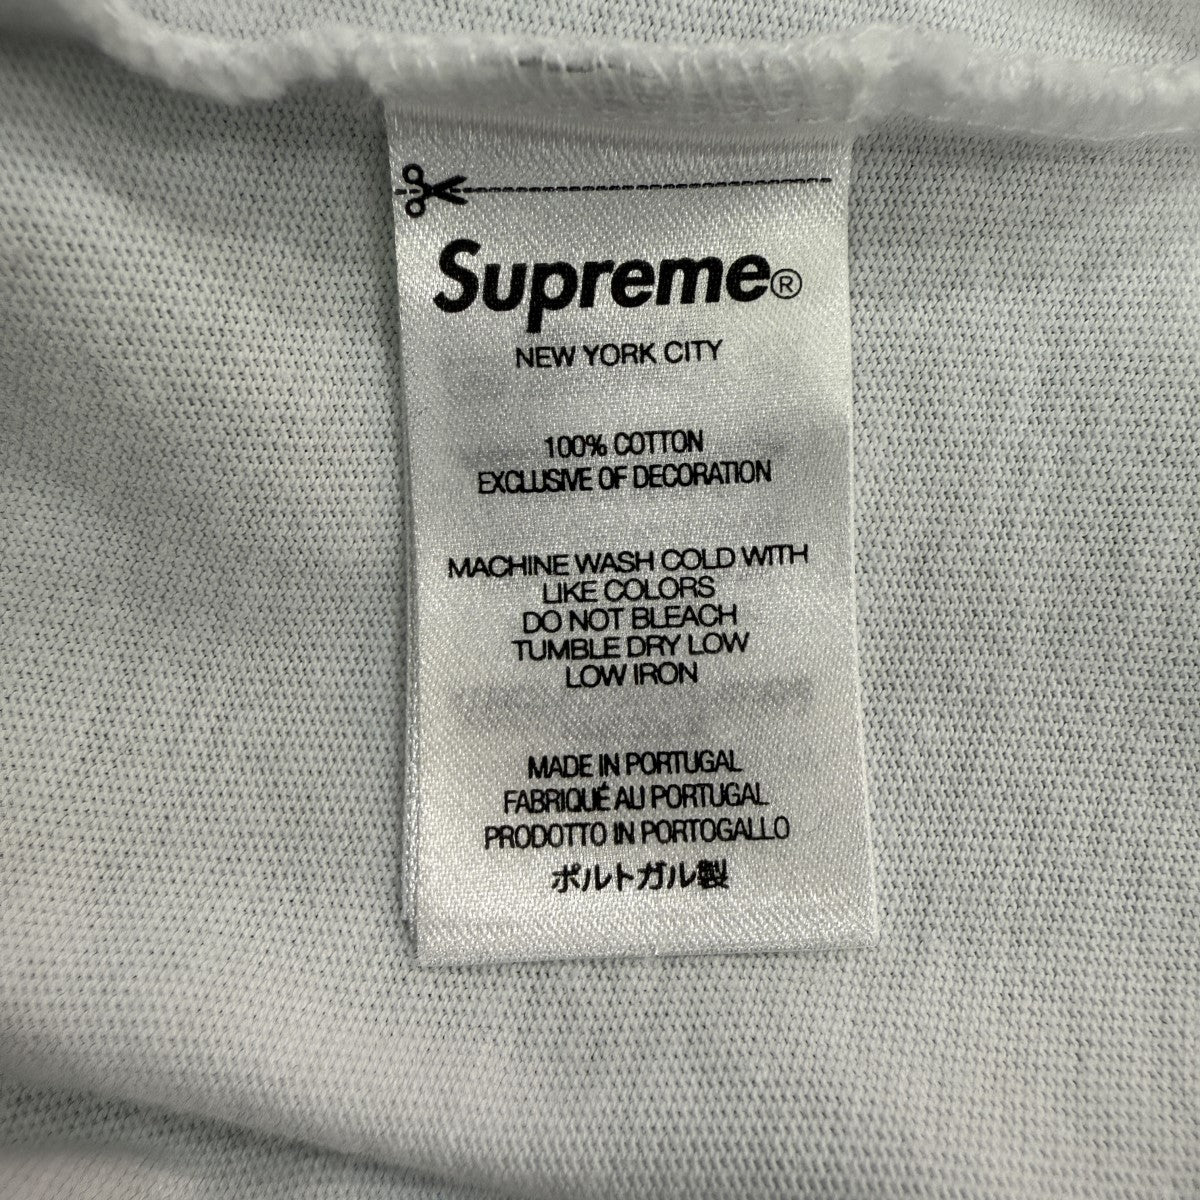 Supreme®
NEW YORK CITY
100% COTTON
EXCLUSIVE OF DECORATION
MACHINE WASH COLD WITH
LIKE COLORS
DO NOT BLEACH
TUMBLE DRY LOW
LOW IRON
MADE IN PORTUGAL
FABRIQUÉ AU PORTUGAL
PRODOTTO IN PORTOGALLO
ポルトガル製